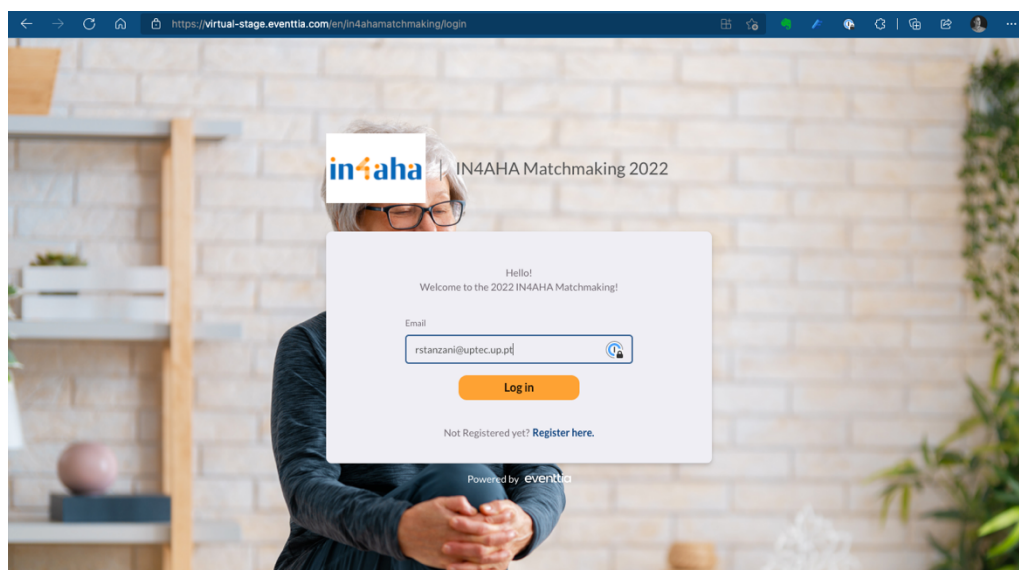 https://virtual-stage.eventtia.com/en/in4ahamatchmaking/login
in4aha
IN4AHA Matchmaking 2022
Hello!
Welcome to the 2022 IN4AHA Matchmaking!
Email
rstanzani@uptec.up.pt
Log in
Not Registered yet? Register here.
Powered by eventtia